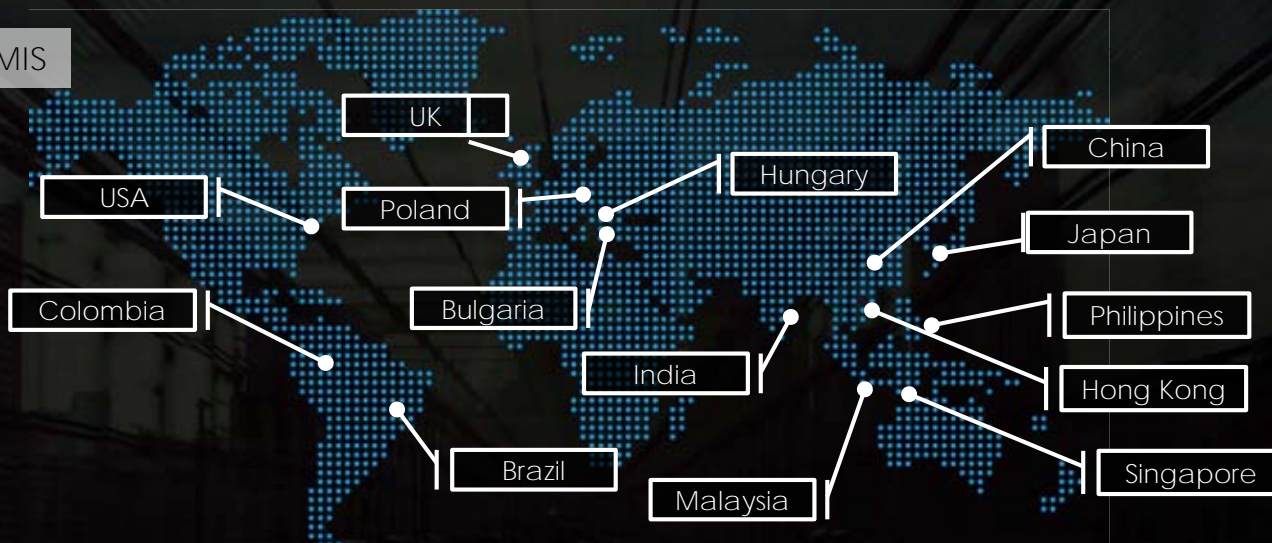 MIS
UK
China
Hungary
USA
Poland
Japan
Colombia
Bulgaria
Philippines
India
Hong Kong
Brazil
Singapore
Malaysia